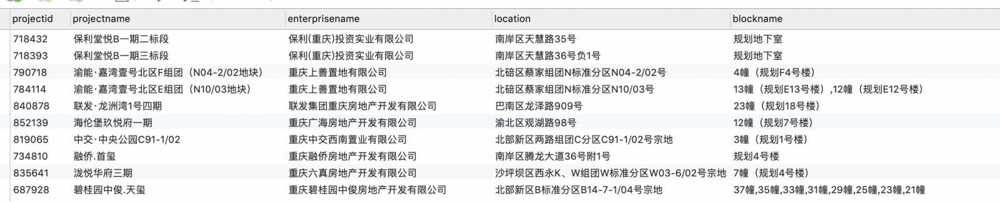 projectid projectname enterprisename location blockname
718432 保利堂悦B一期二标段 保利(重庆)投资实业有限公司 南岸区天慧路35号 规划地下室
718393 保利堂悦B一期三标段 保利(重庆)投资实业有限公司 南岸区天慧路36号负1号 规划地下室
790718 渝能·嘉湾壹号北区F组团（N04-2/02地块） 重庆上善置地有限公司 北碚区蔡家组团N标准分区N04-2/02号 4幢（规划F4号楼）
784114 渝能·嘉湾壹号北区E组团（N10/03地块） 重庆上善置地有限公司 北碚区蔡家组团N标准分区N10/03号 13幢（规划E13号楼）,12幢（规划E12号楼）
840878 联发·龙洲湾1号四期 联发集团重庆房地产开发有限公司 巴南区龙泽路909号 23幢（规划18号楼）
852139 海伦堡玖悦府一期 重庆广海房地产开发有限公司 渝北区观湖路98号 12幢（规划7号楼）
819065 中交·中央公园C91-1/02 重庆中交西南置业有限公司 北部新区两路组团C分区C91-1/02号宗地 3幢（规划1号楼）
734810 融侨.首玺 重庆融侨房地产开发有限公司 南岸区腾龙大道36号附1号 规划4号楼
835641 泷悦华府三期 重庆六真房地产开发有限公司 沙坪坝区西永K、W组团W标准分区W03-6/02号宗地 7幢（规划4号楼）
687928 碧桂园中俊.天玺 重庆碧桂园中俊房地产开发有限公司 北部新区B标准分区B14-7-1/04号宗地 37幢,35幢,33幢,31幢,29幢,25幢,23幢,21幢